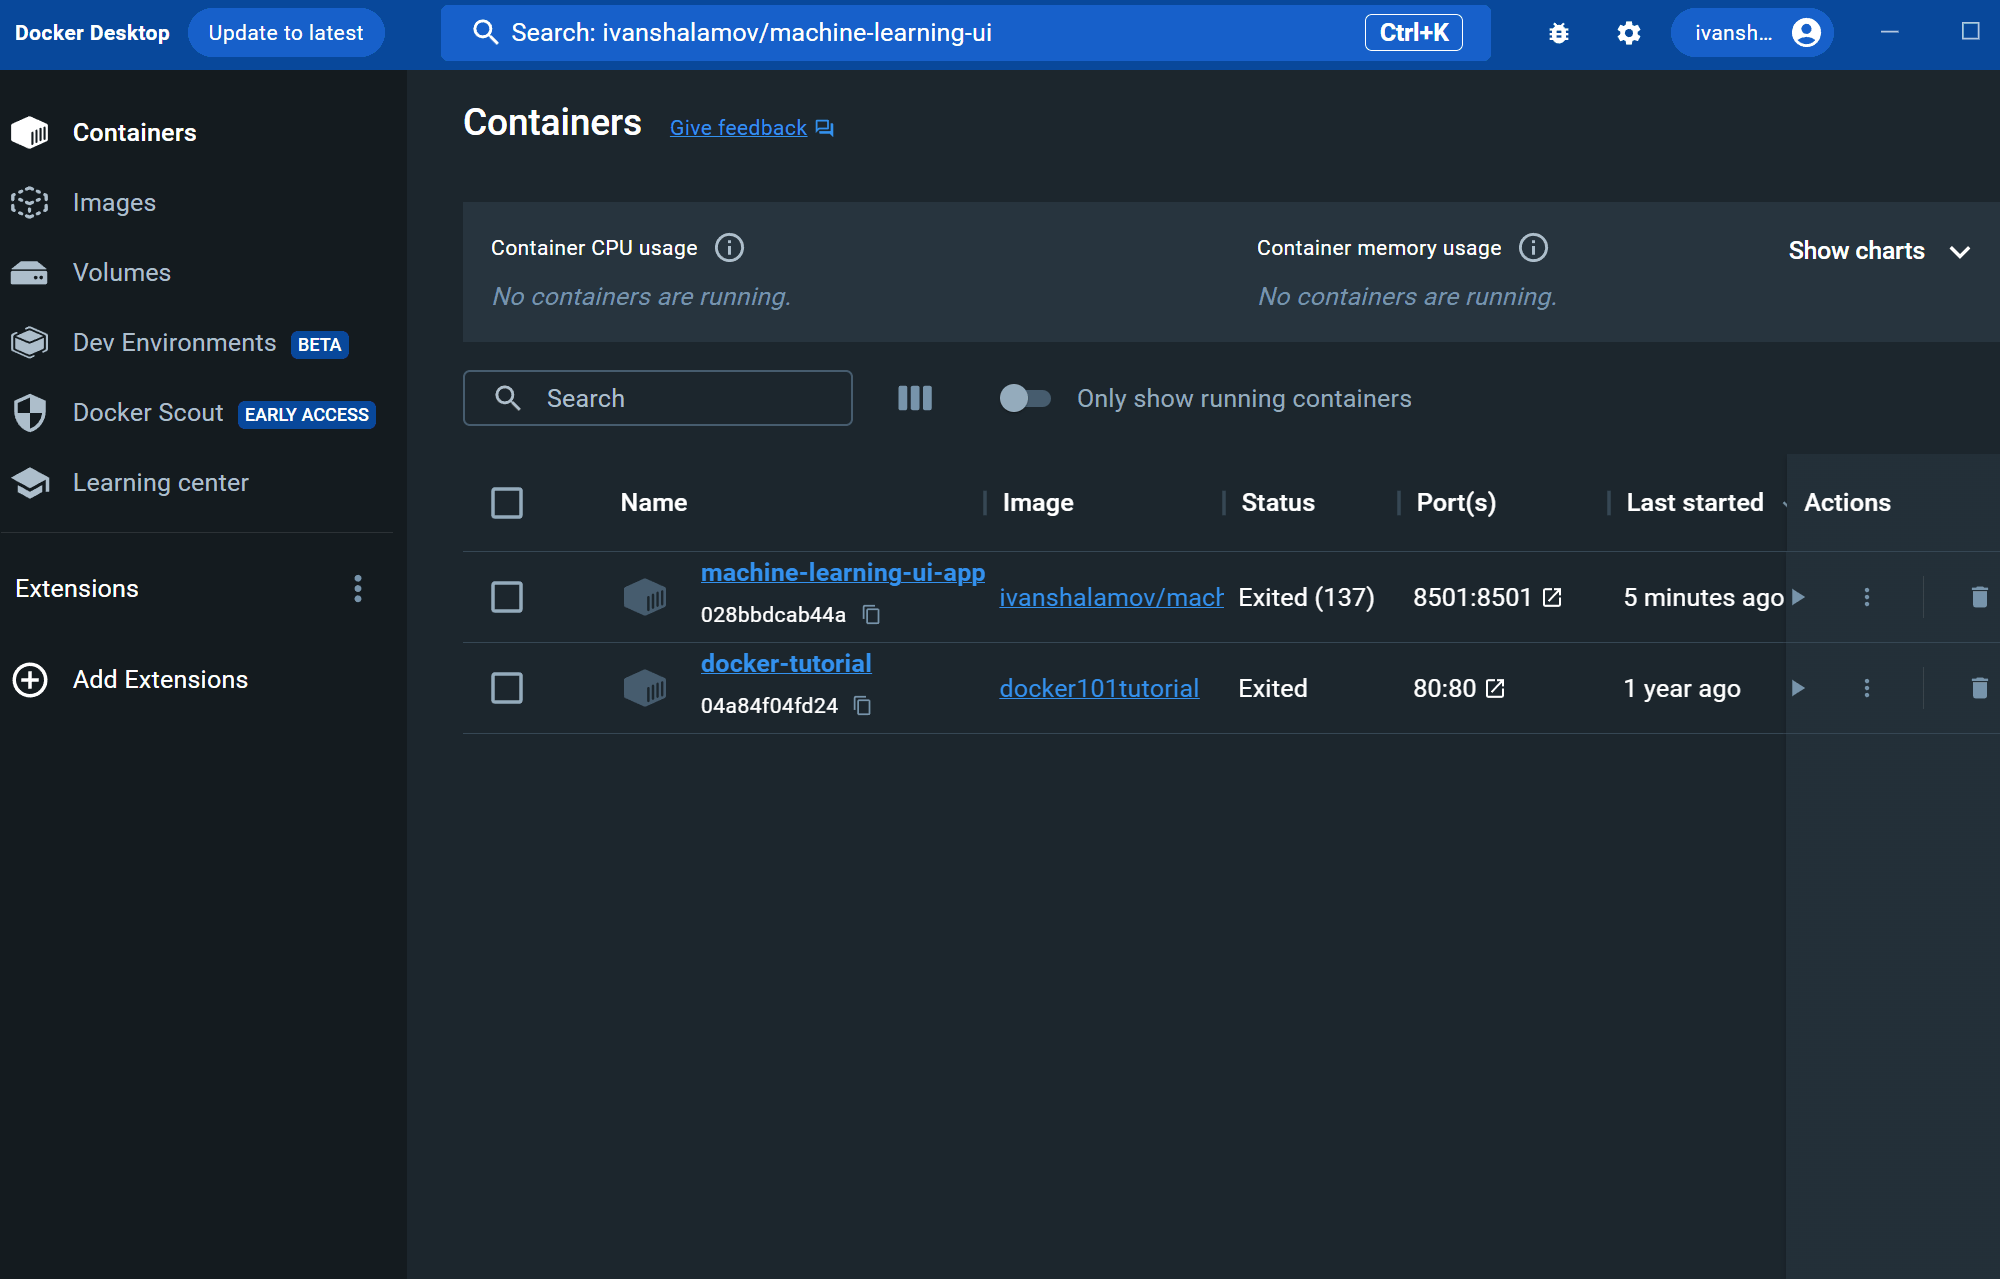 Docker Desktop
Update to latest
Search: ivanshalamov/machine-learning-ui
Ctrl+K
ivansh...
Containers
Images
Volumes
Dev Environments BETA
Docker Scout EARLY ACCESS
Learning center
Extensions
Add Extensions
Containers
Give feedback
Container CPU usage
No containers are running.
Container memory usage
No containers are running.
Show charts
Search
Only show running containers
Name Image Status Port(s) Last started Actions
machine-learning-ui-app
028bbdcab44a
ivanshalamov/mach
Exited (137)
8501:8501
5 minutes ago
docker-tutorial
04a84f04fd24
docker101tutorial
Exited
80:80
1 year ago